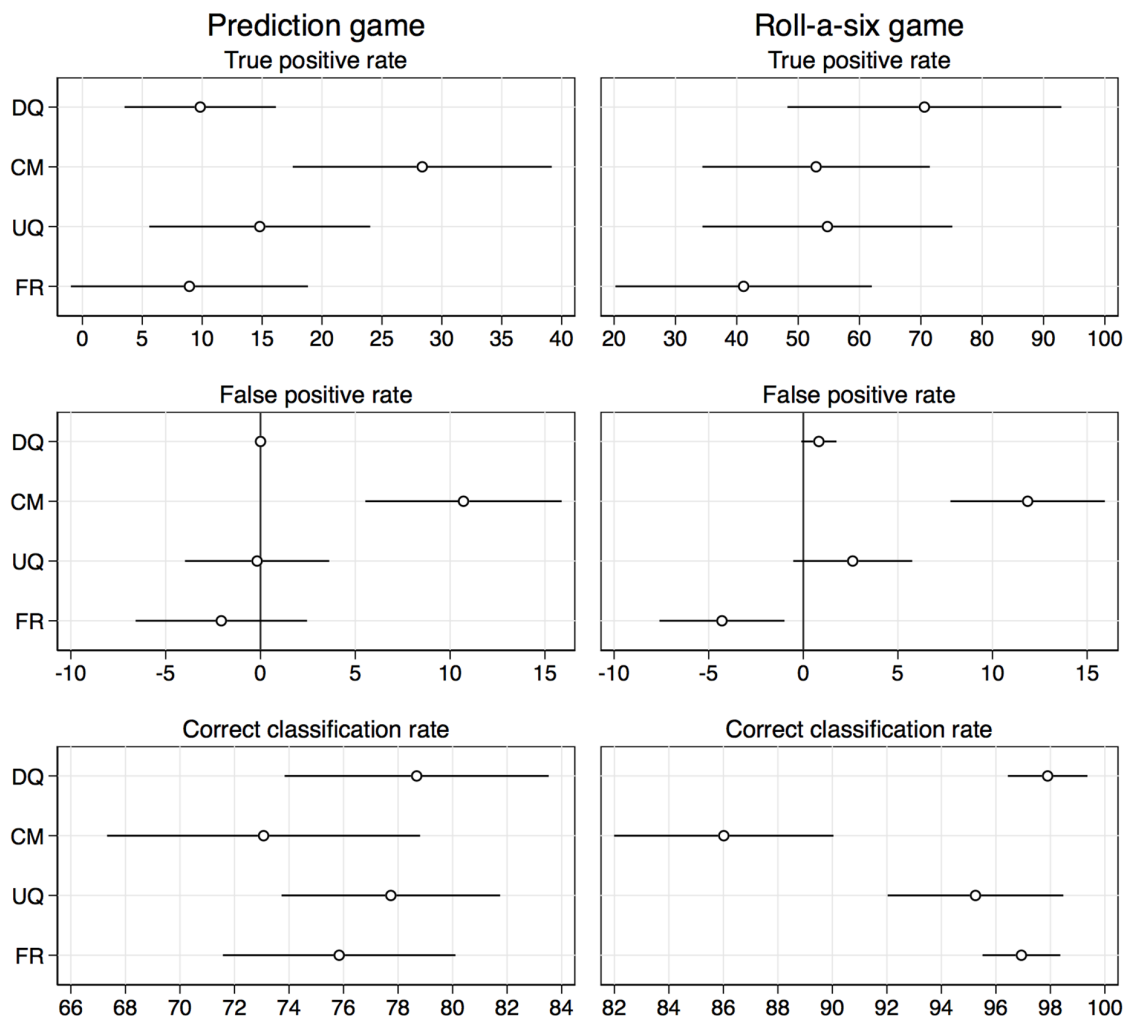 Prediction game Roll-a-six game
True positive rate True positive rate
DQ
CM
UQ
FR
0 5 10 15 20 25 30 35 40 20 30 40 50 60 70 80 90 100
False positive rate False positive rate
DQ
CM
UQ
FR
-10 -5 0 5 10 15 -10 -5 0 5 10 15
Correct classification rate Correct classification rate
DQ
CM
UQ
FR
66 68 70 72 74 76 78 80 82 84 82 84 86 88 90 92 94 96 98 100